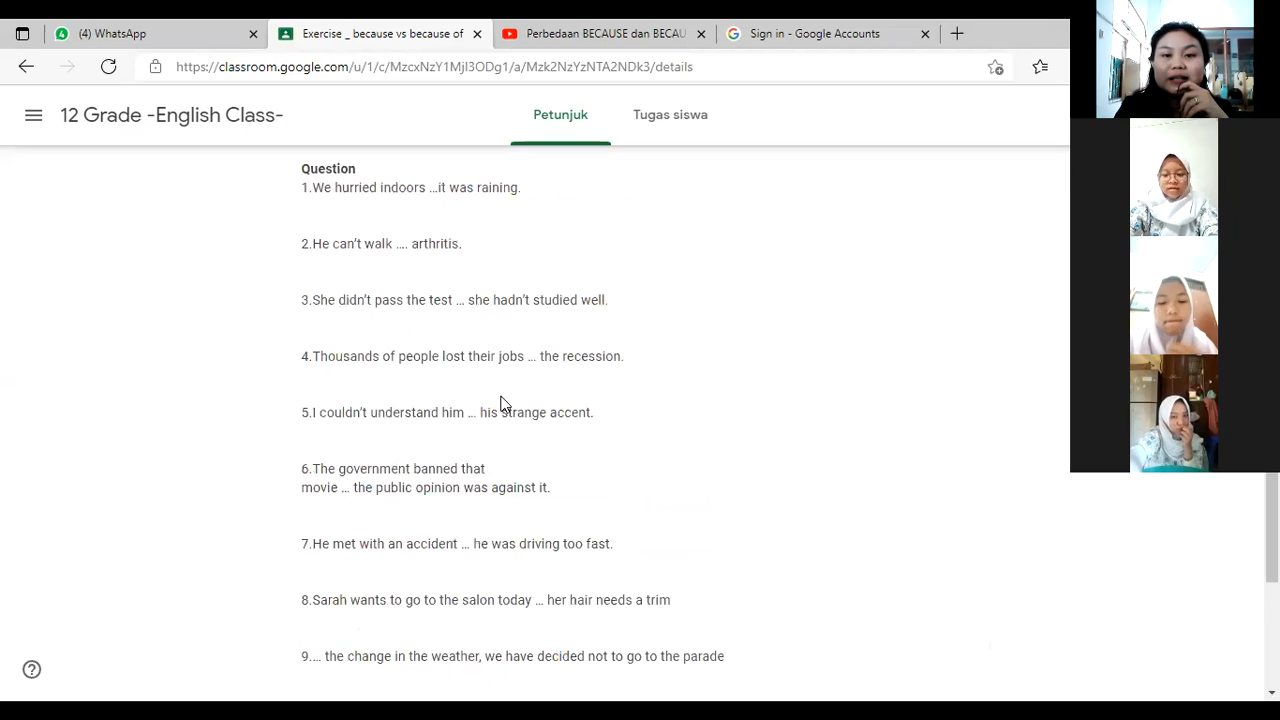 (4) WhatsApp
Exercise _ because vs because of
Perbedaan BECAUSE dan BECAU
Sign in - Google Accounts
https://classroom.google.com/u/1/c/MzcxNzY1MjI3ODg1/a/Mzk2NzYzNTA2NDk3/details
12 Grade -English Class-
Petunjuk
Tugas siswa
Question
1.We hurried indoors …it was raining.
2.He can’t walk …. arthritis.
3.She didn’t pass the test … she hadn’t studied well.
4.Thousands of people lost their jobs … the recession.
5.I couldn’t understand him … his strange accent.
6.The government banned that
movie … the public opinion was against it.
7.He met with an accident … he was driving too fast.
8.Sarah wants to go to the salon today … her hair needs a trim
9.… the change in the weather, we have decided not to go to the parade